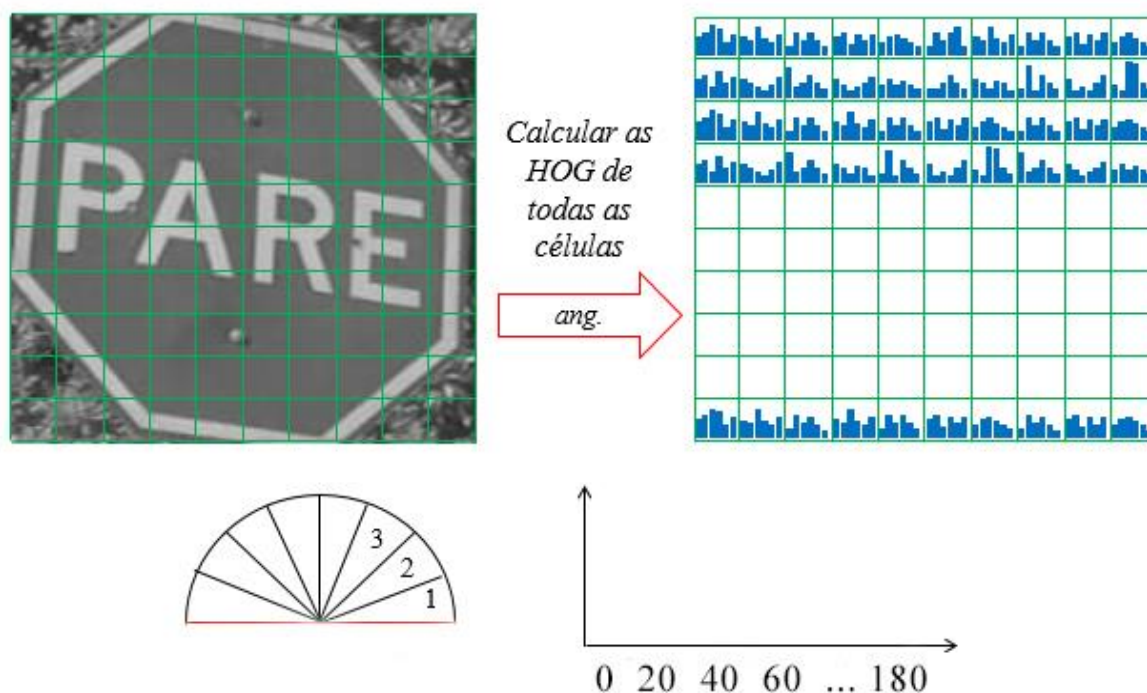 PARE
Calcular as
HOG de
todas as
células
ang.
3
2
1
0 20 40 60 ... 180